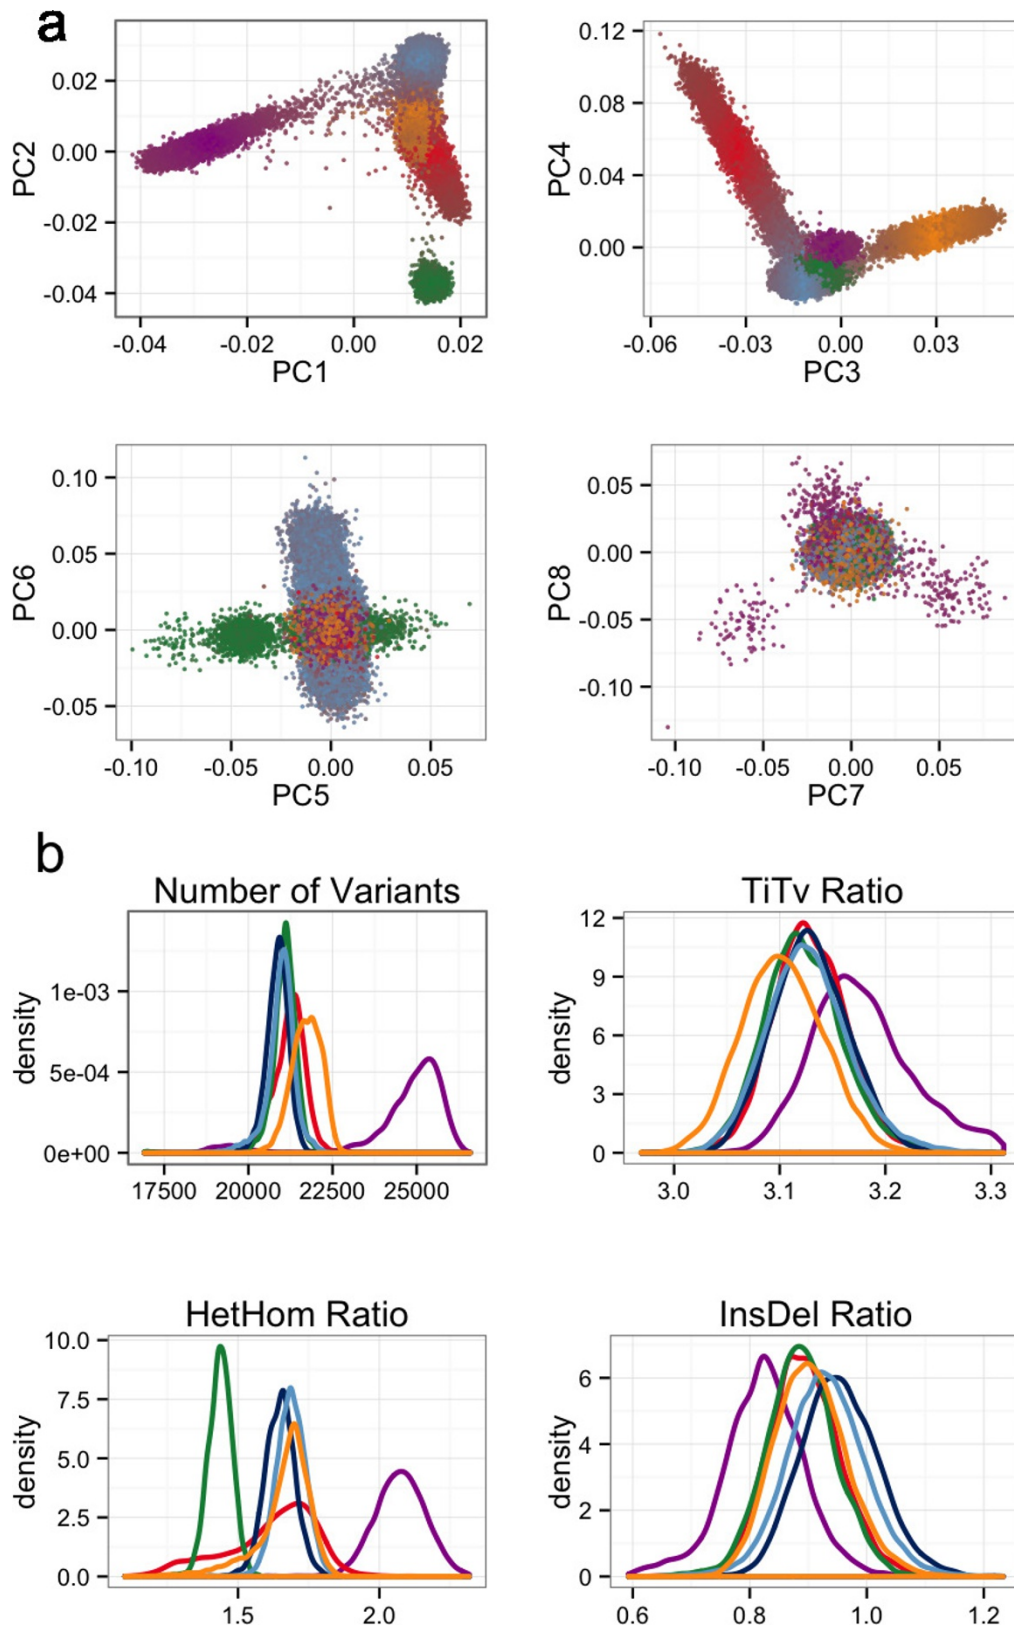 a
0.02
0.00
-0.02
-0.04
PC2
-0.04 -0.02 0.00 0.02
PC1
0.12
0.08
0.04
0.00
PC4
-0.06 -0.03 0.00 0.03
PC3
0.10
0.05
0.00
-0.05
PC6
-0.10 -0.05 0.00 0.05
PC5
0.05
0.00
-0.05
-0.10
PC8
-0.10 -0.05 0.00 0.05
PC7
b
Number of Variants
1e-03
5e-04
0e+00
density
17500 20000 22500 25000
TiTv Ratio
12
9
6
3
0
density
3.0 3.1 3.2 3.3
HetHom Ratio
10.0
7.5
5.0
2.5
0.0
density
1.5 2.0
InsDel Ratio
6
4
2
0
density
0.6 0.8 1.0 1.2